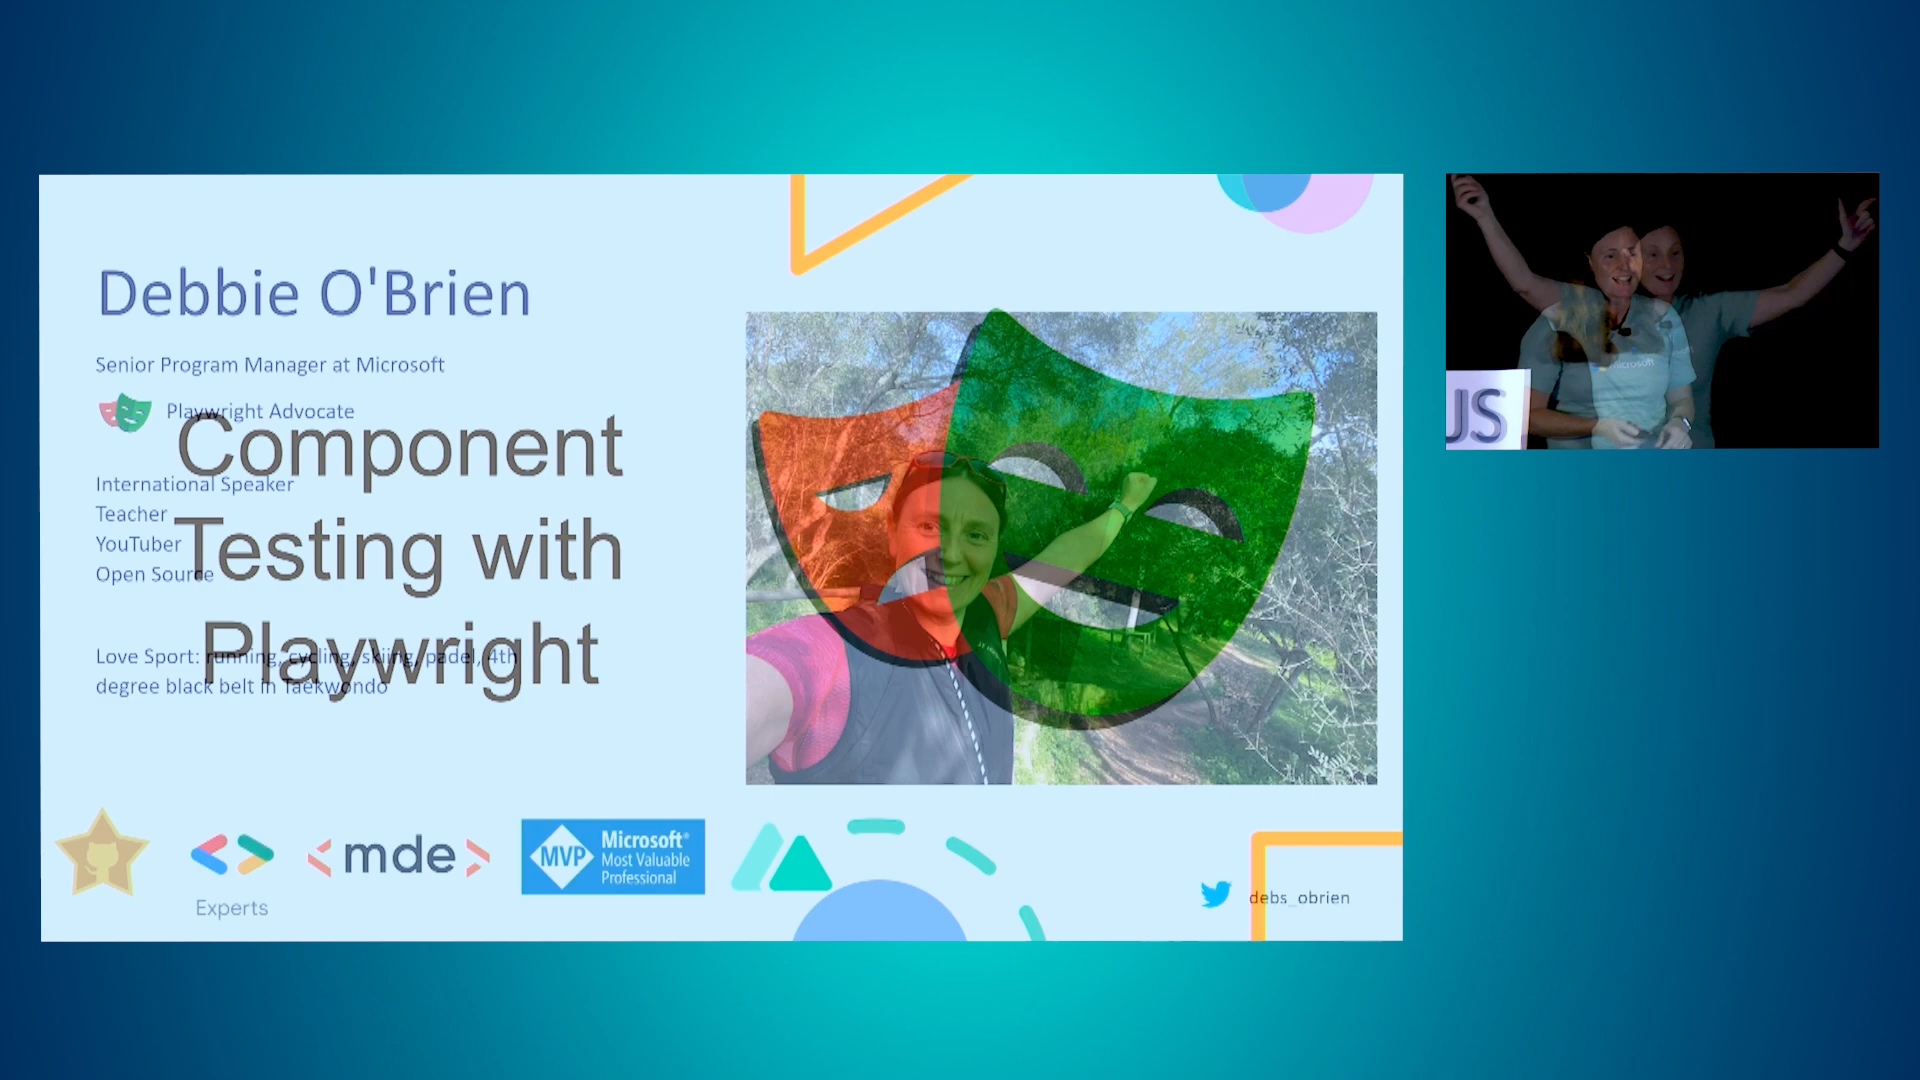 Debbie O'Brien
Senior Program Manager at Microsoft
Playwright Advocate
Component
Testing with
Playwright
International Speaker
Teacher
YouTuber
Open Source
Love Sport: running, cycling, skiing, padel, 4th
degree black belt in Taekwondo
Experts
<mde>
MVP
Microsoft®
Most Valuable
Professional
debs_obrien
Microsoft
JS